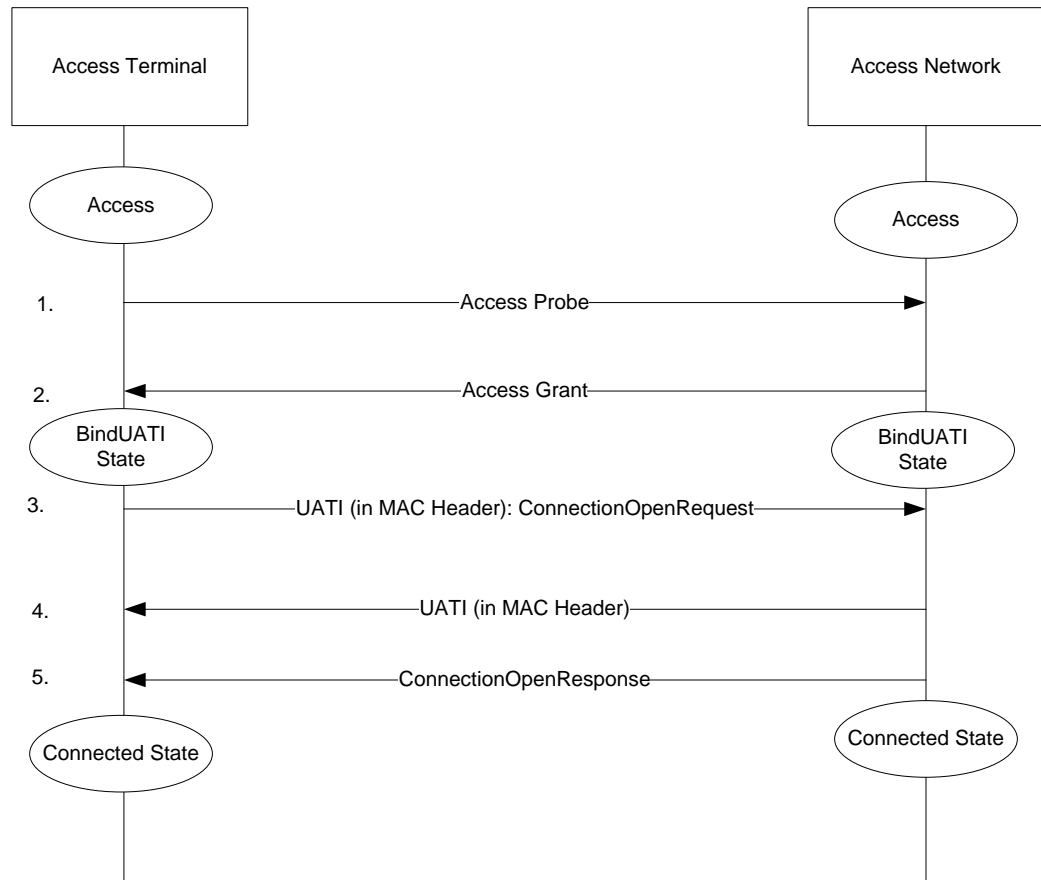 Access Terminal
Access Network
Access
Access
1.
Access Probe
2.
Access Grant
BindUATI
State
BindUATI
State
3.
UATI (in MAC Header): ConnectionOpenRequest
4.
UATI (in MAC Header)
5.
ConnectionOpenResponse
Connected State
Connected State